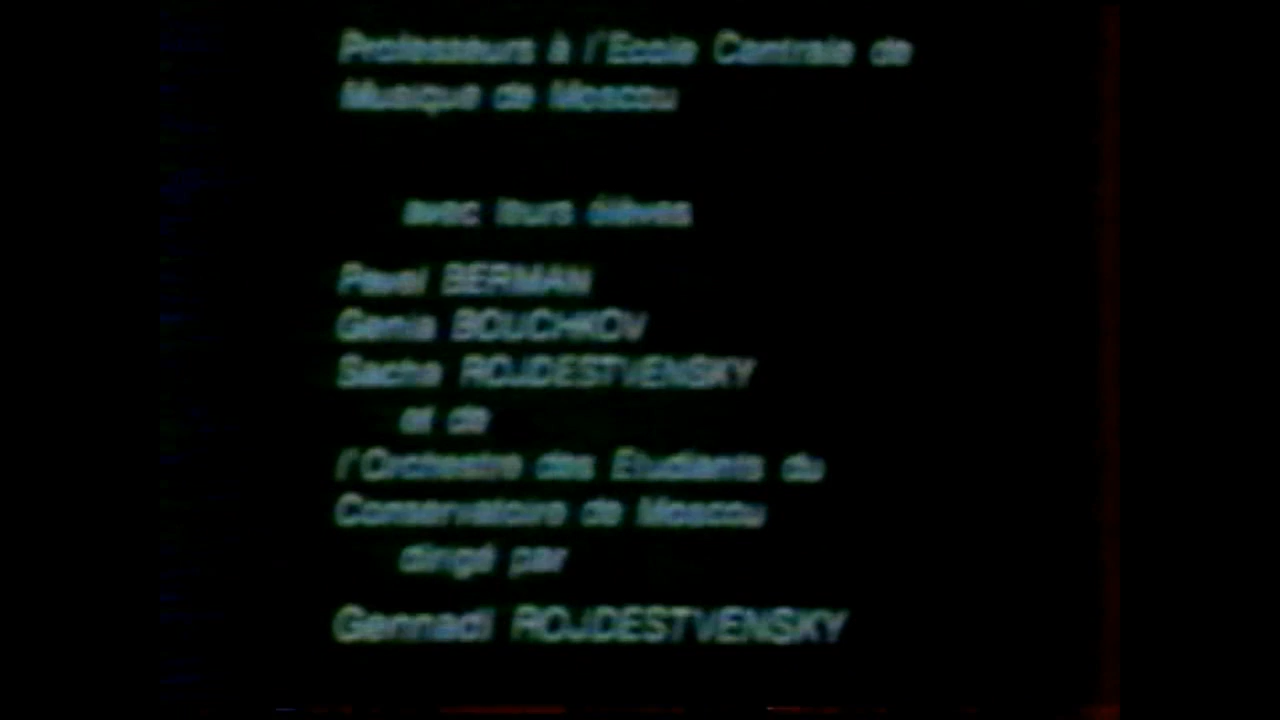 Professeurs à l'Ecole Centrale de
Musique de Moscou
avec leurs élèves
Pavel BERMAN
Genia BOUCHKOV
Sacha ROJDESTVENSKY
et de
l'Orchestre des Etudiants du
Conservatoire de Moscou
dirigé par
Gennadi ROJDESTVENSKY